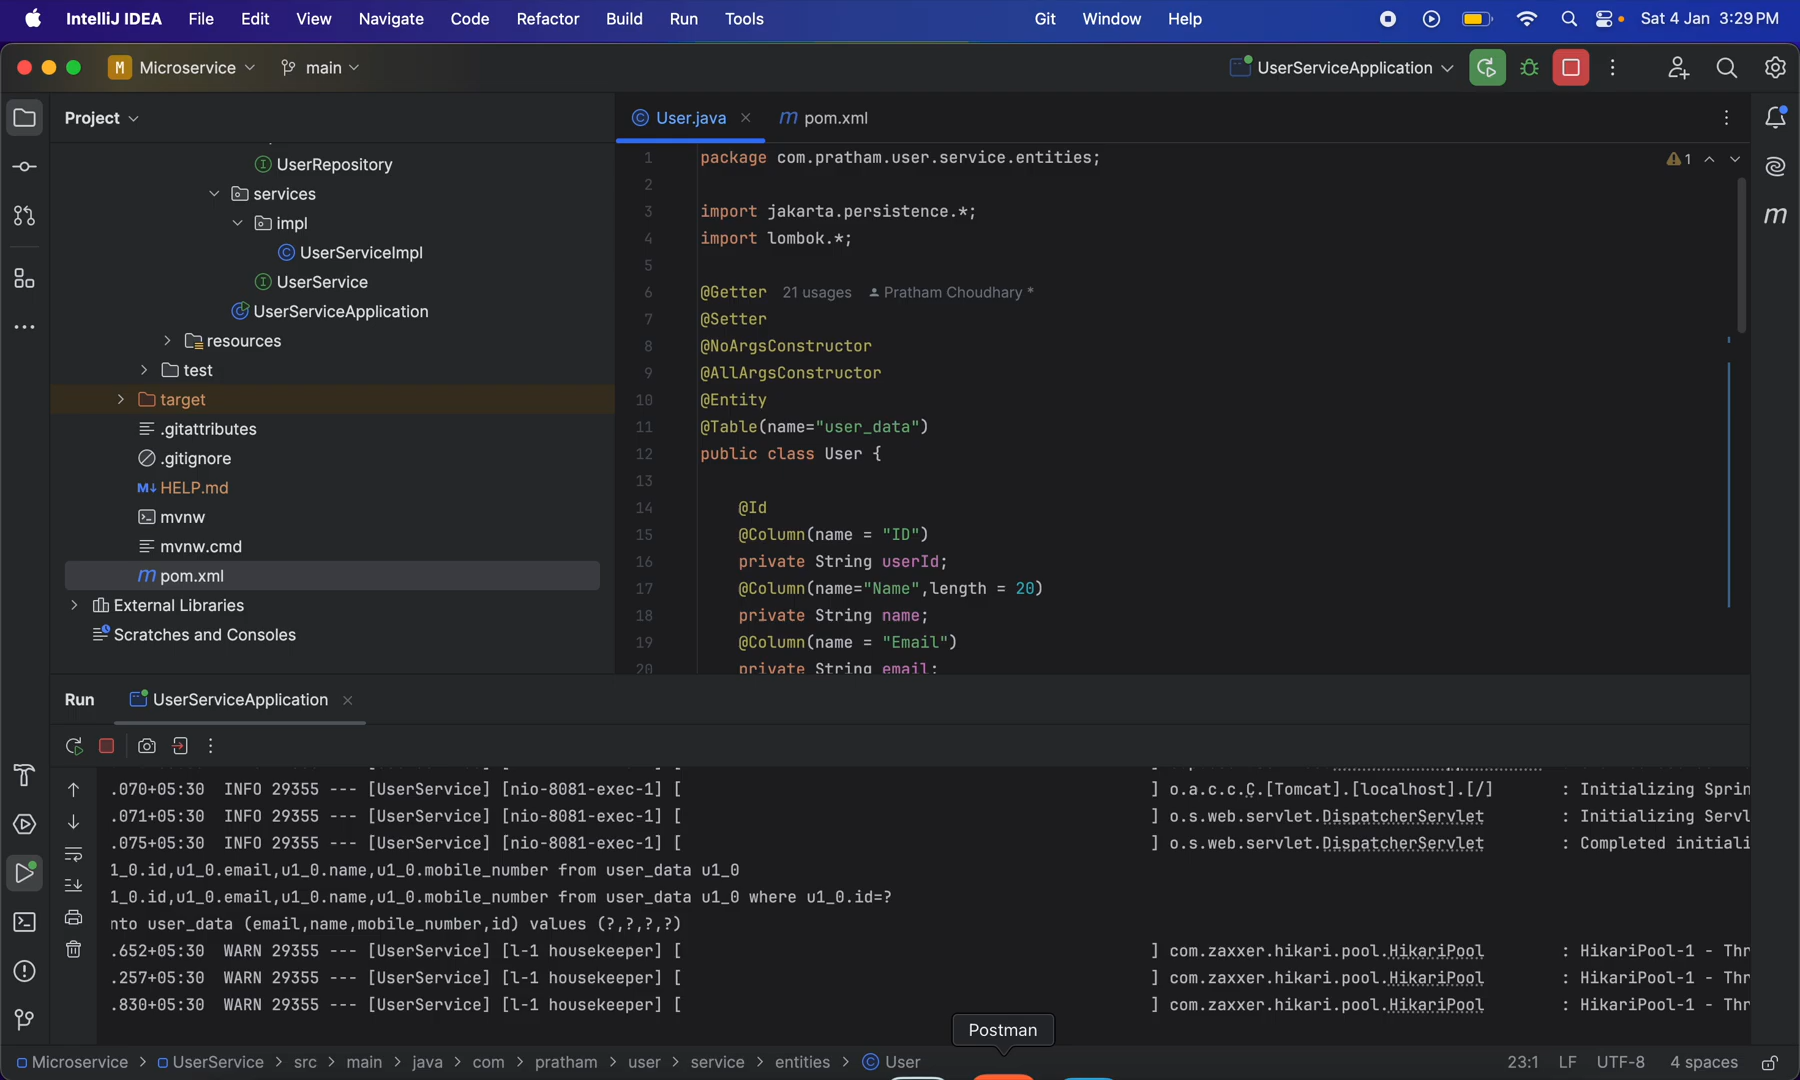 IntelliJ IDEA File Edit View Navigate Code Refactor Build Run Tools Git Window Help Sat 4 Jan 3:29 PM
M Microservice main UserServiceApplication
Project
User.java pom.xml
UserRepository
services
impl
UserServiceImpl
UserService
UserServiceApplication
resources
test
target
.gitattributes
.gitignore
M↓ HELP.md
mvnw
mvnw.cmd
m pom.xml
External Libraries
Scratches and Consoles
1 package com.pratham.user.service.entities;
1
2
3 import jakarta.persistence.*;
4 import lombok.*;
5
6 @Getter 21 usages Pratham Choudhary *
7 @Setter
8 @NoArgsConstructor
9 @AllArgsConstructor
10 @Entity
11 @Table(name="user_data")
12 public class User {
13
14 @Id
15 @Column(name = "ID")
16 private String userId;
17 @Column(name="Name",length = 20)
18 private String name;
19 @Column(name = "Email")
20 private String email;
Run UserServiceApplication
.070+05:30 INFO 29355 --- [UserService] [nio-8081-exec-1] [ ] o.a.c.c.C.[Tomcat].[localhost].[/] : Initializing Sprin
.071+05:30 INFO 29355 --- [UserService] [nio-8081-exec-1] [ ] o.s.web.servlet.DispatcherServlet : Initializing Servl
.075+05:30 INFO 29355 --- [UserService] [nio-8081-exec-1] [ ] o.s.web.servlet.DispatcherServlet : Completed initiali
1_0.id,u1_0.email,u1_0.name,u1_0.mobile_number from user_data u1_0
1_0.id,u1_0.email,u1_0.name,u1_0.mobile_number from user_data u1_0 where u1_0.id=?
nto user_data (email,name,mobile_number,id) values (?,?,?,?)
.652+05:30 WARN 29355 --- [UserService] [l-1 housekeeper] [ ] com.zaxxer.hikari.pool.HikariPool : HikariPool-1 - Thr
.257+05:30 WARN 29355 --- [UserService] [l-1 housekeeper] [ ] com.zaxxer.hikari.pool.HikariPool : HikariPool-1 - Thr
.830+05:30 WARN 29355 --- [UserService] [l-1 housekeeper] [ ] com.zaxxer.hikari.pool.HikariPool : HikariPool-1 - Thr
Postman
Microservice > UserService > src > main > java > com > pratham > user > service > entities > User 23:1 LF UTF-8 4 spaces